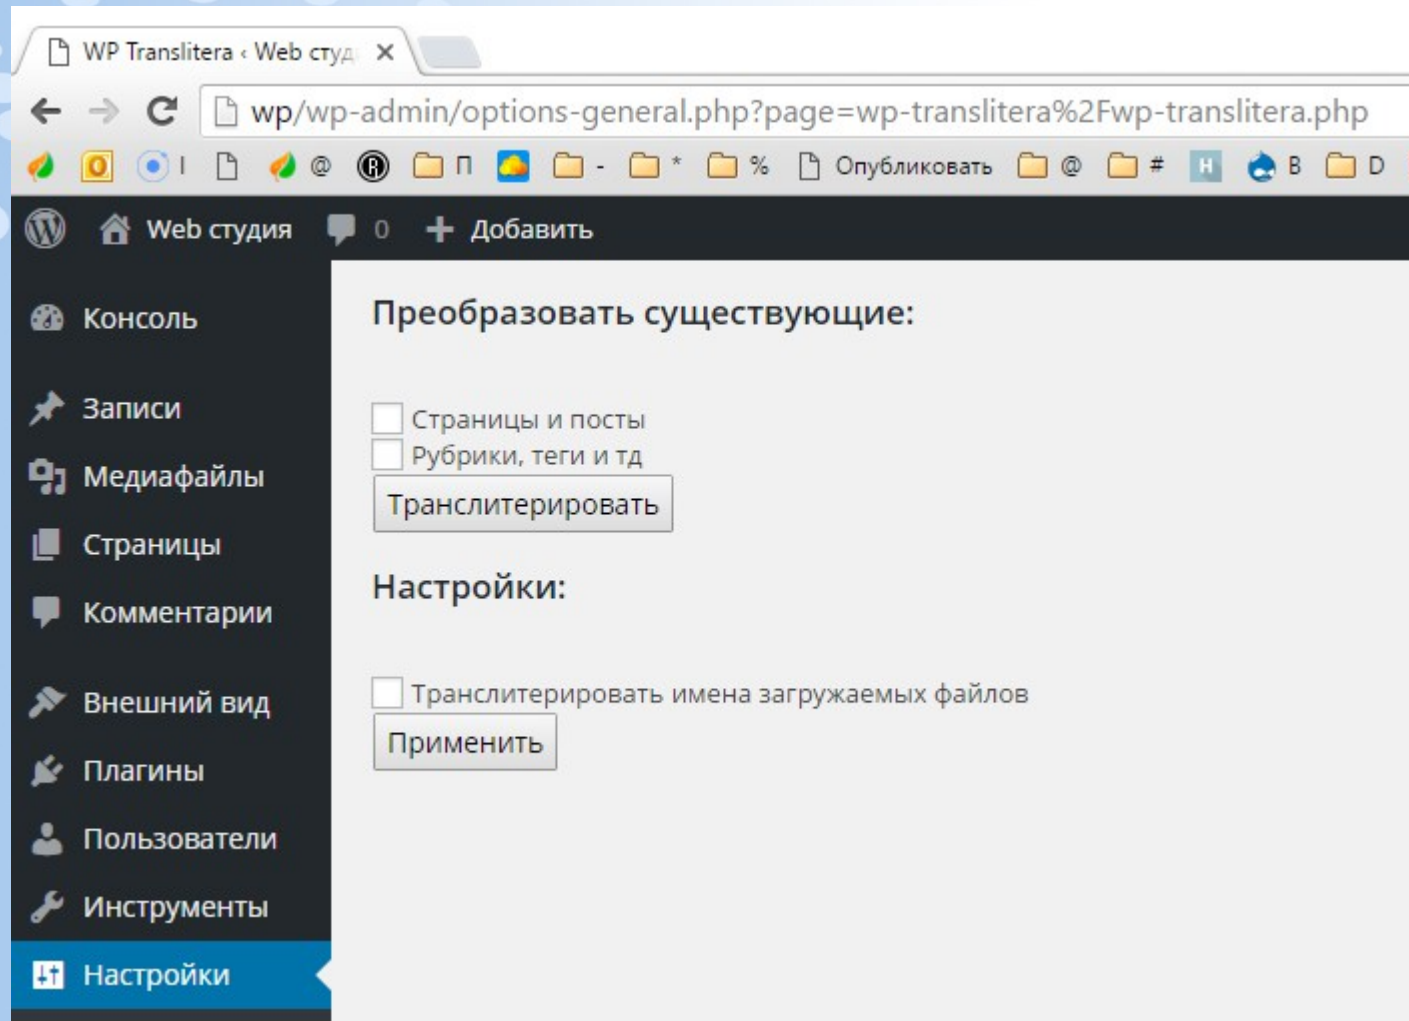 WP Translitera ‹ Web студ
wp/wp-admin/options-general.php?page=wp-translitera%2Fwp-translitera.php
I @ П - * % Опубликовать @ # H B D
Web студия 0 Добавить
Консоль
Записи
Медиафайлы
Страницы
Комментарии
Внешний вид
Плагины
Пользователи
Инструменты
Настройки
Преобразовать существующие:
Страницы и посты
Рубрики, теги и тд
Транслитерировать
Настройки:
Транслитерировать имена загружаемых файлов
Применить